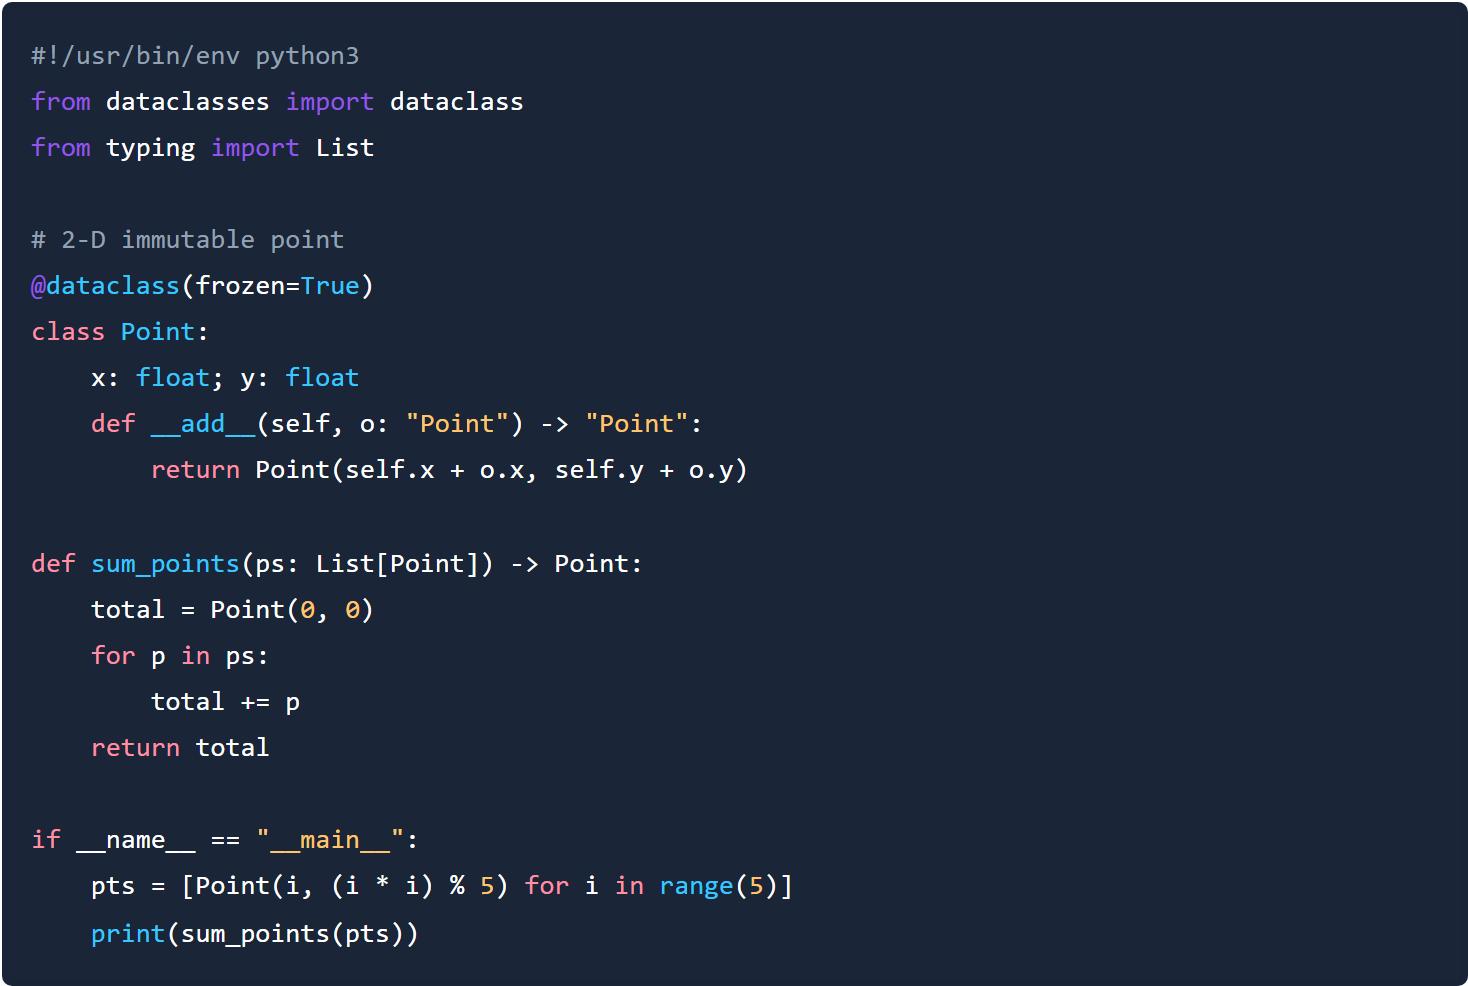 #!/usr/bin/env python3
from dataclasses import dataclass
from typing import List

# 2-D immutable point
@dataclass(frozen=True)
class Point:
    x: float; y: float
    def __add__(self, o: "Point") -> "Point":
        return Point(self.x + o.x, self.y + o.y)

def sum_points(ps: List[Point]) -> Point:
    total = Point(0, 0)
    for p in ps:
        total += p
    return total

if __name__ == "__main__":
    pts = [Point(i, (i * i) % 5) for i in range(5)]
    print(sum_points(pts))